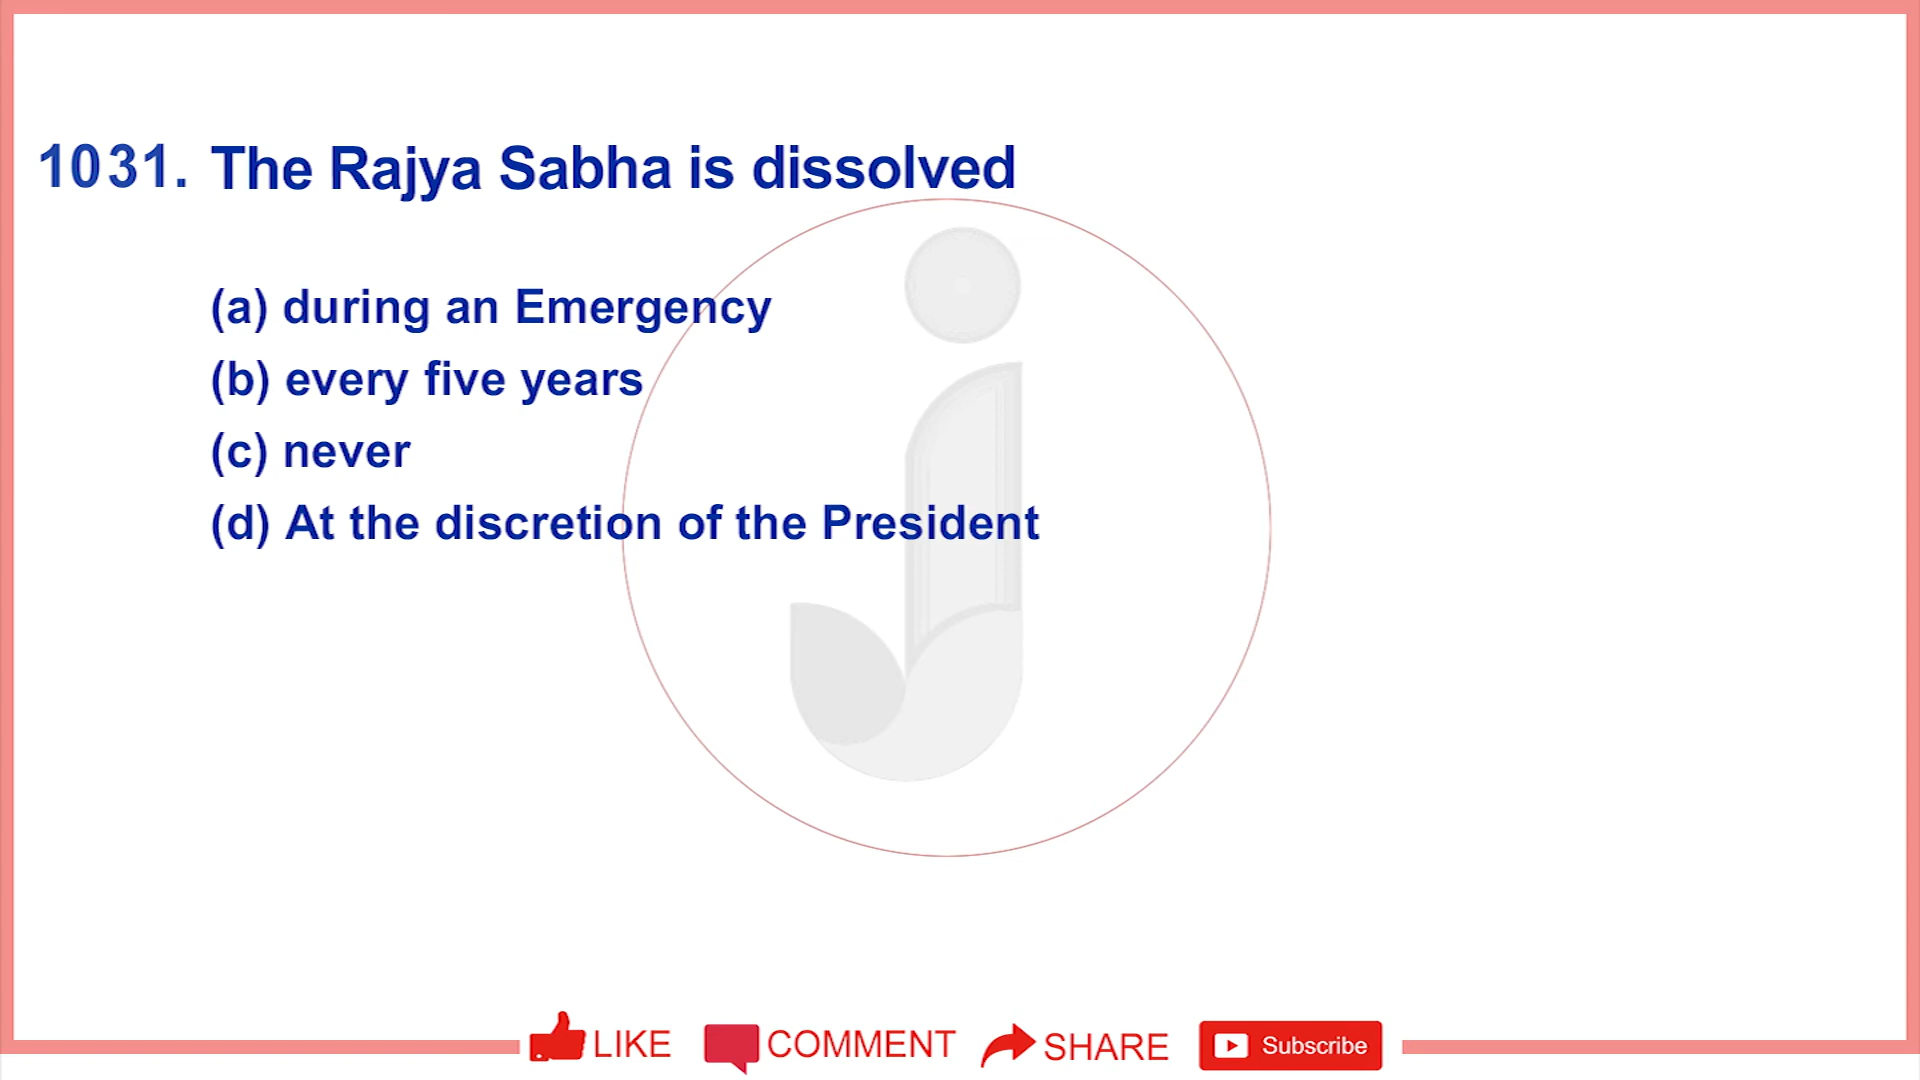 1031. The Rajya Sabha is dissolved
(a) during an Emergency
(b) every five years
(c) never
(d) At the discretion of the President
LIKE COMMENT SHARE Subscribe